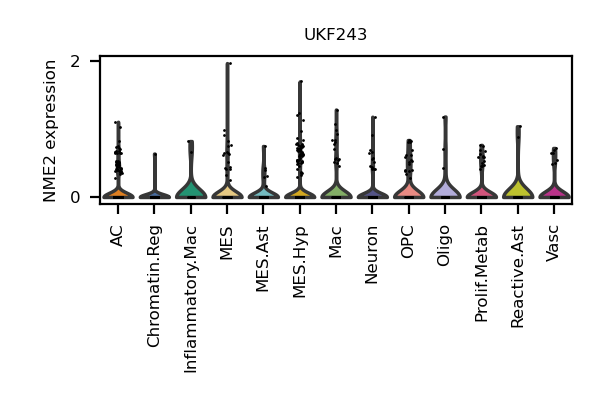 UKF243
NME2 expression
2
0
AC
Chromatin.Reg
Inflammatory.Mac
MES
MES.Ast
MES.Hyp
Mac
Neuron
OPC
Oligo
Prolif.Metab
Reactive.Ast
Vasc